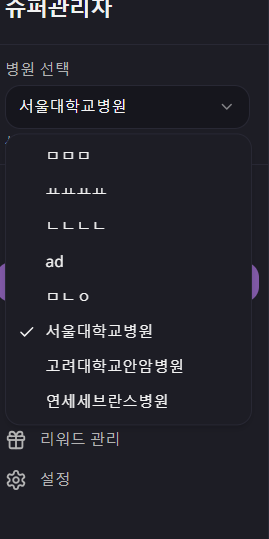 슈퍼관리자
병원 선택
서울대학교병원
ㅁㅁㅁ
ㅛㅛㅛㅛ
ㄴㄴㄴㄴ
ad
ㅁㄴㅇ
서울대학교병원
고려대학교안암병원
연세세브란스병원
리워드 관리
설정